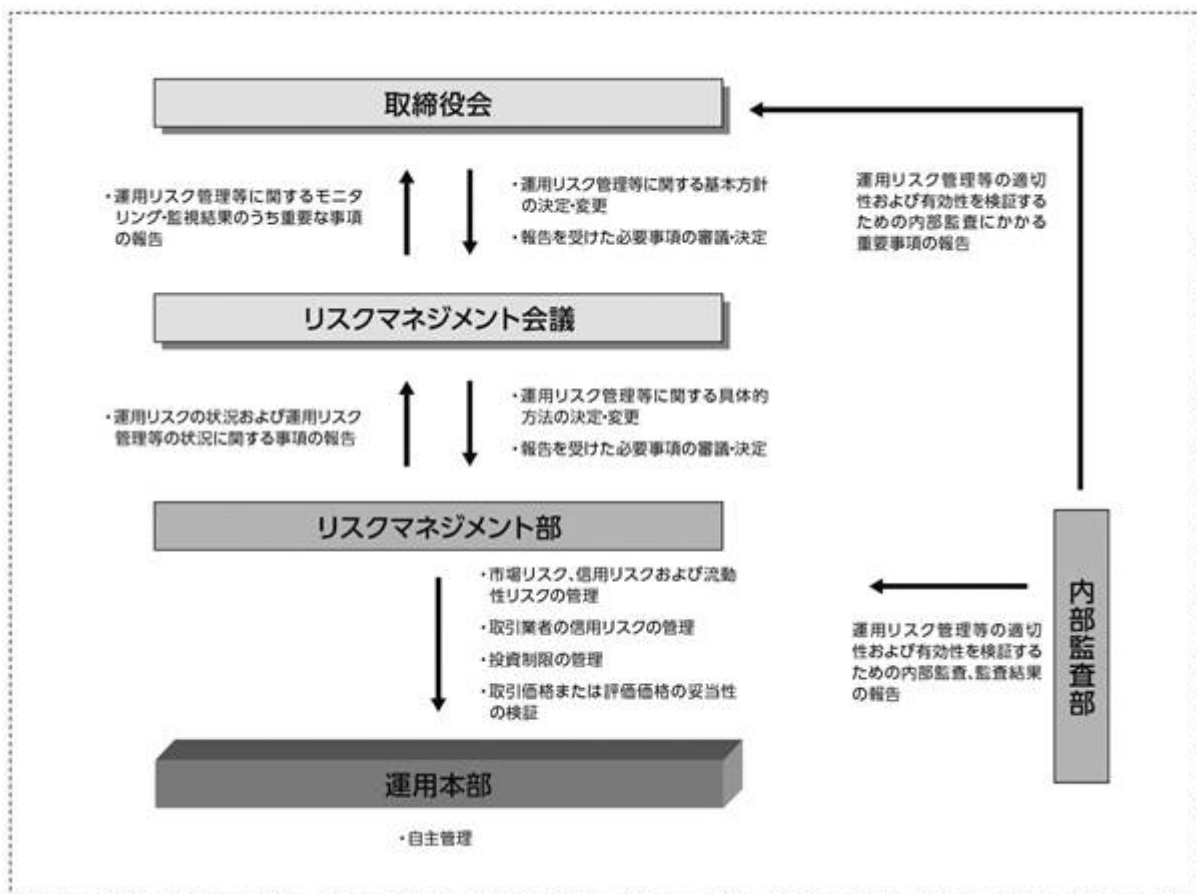 取締役会
・運用リスク管理等に関するモニタ
リング・監視結果のうち重要な事項
の報告
・運用リスク管理等に関する基本方針
の決定・変更
・報告を受けた必要事項の審議・決定
運用リスク管理等の適切
性および有効性を検証する
ための内部監査にかかる
重要事項の報告
リスクマネジメント会議
・運用リスクの状況および運用リスク
管理等の状況に関する事項の報告
・運用リスク管理等に関する具体的
方法の決定・変更
・報告を受けた必要事項の審議・決定
リスクマネジメント部
・市場リスク、信用リスクおよび流動
性リスクの管理
・取引業者の信用リスクの管理
・投資制限の管理
・取引価格または評価価格の妥当性
の検証
運用リスク管理等の適切
性および有効性を検証する
ための内部監査、監査結果
の報告
内部監査部
運用本部
・自主管理